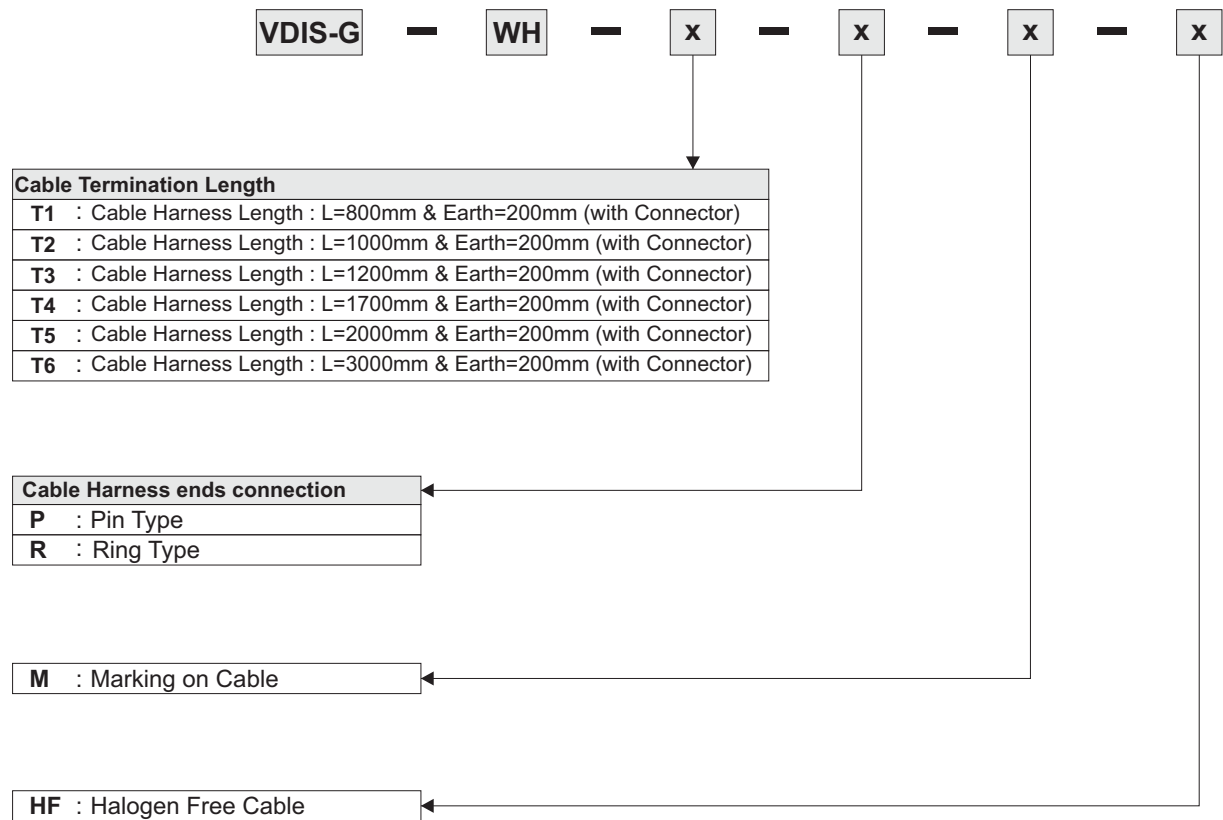 VDIS-G - WH - x - x - x - x
Cable Termination Length
T1 : Cable Harness Length : L=800mm & Earth=200mm (with Connector)
T2 : Cable Harness Length : L=1000mm & Earth=200mm (with Connector)
T3 : Cable Harness Length : L=1200mm & Earth=200mm (with Connector)
T4 : Cable Harness Length : L=1700mm & Earth=200mm (with Connector)
T5 : Cable Harness Length : L=2000mm & Earth=200mm (with Connector)
T6 : Cable Harness Length : L=3000mm & Earth=200mm (with Connector)
Cable Harness ends connection
P : Pin Type
R : Ring Type
M : Marking on Cable
HF : Halogen Free Cable